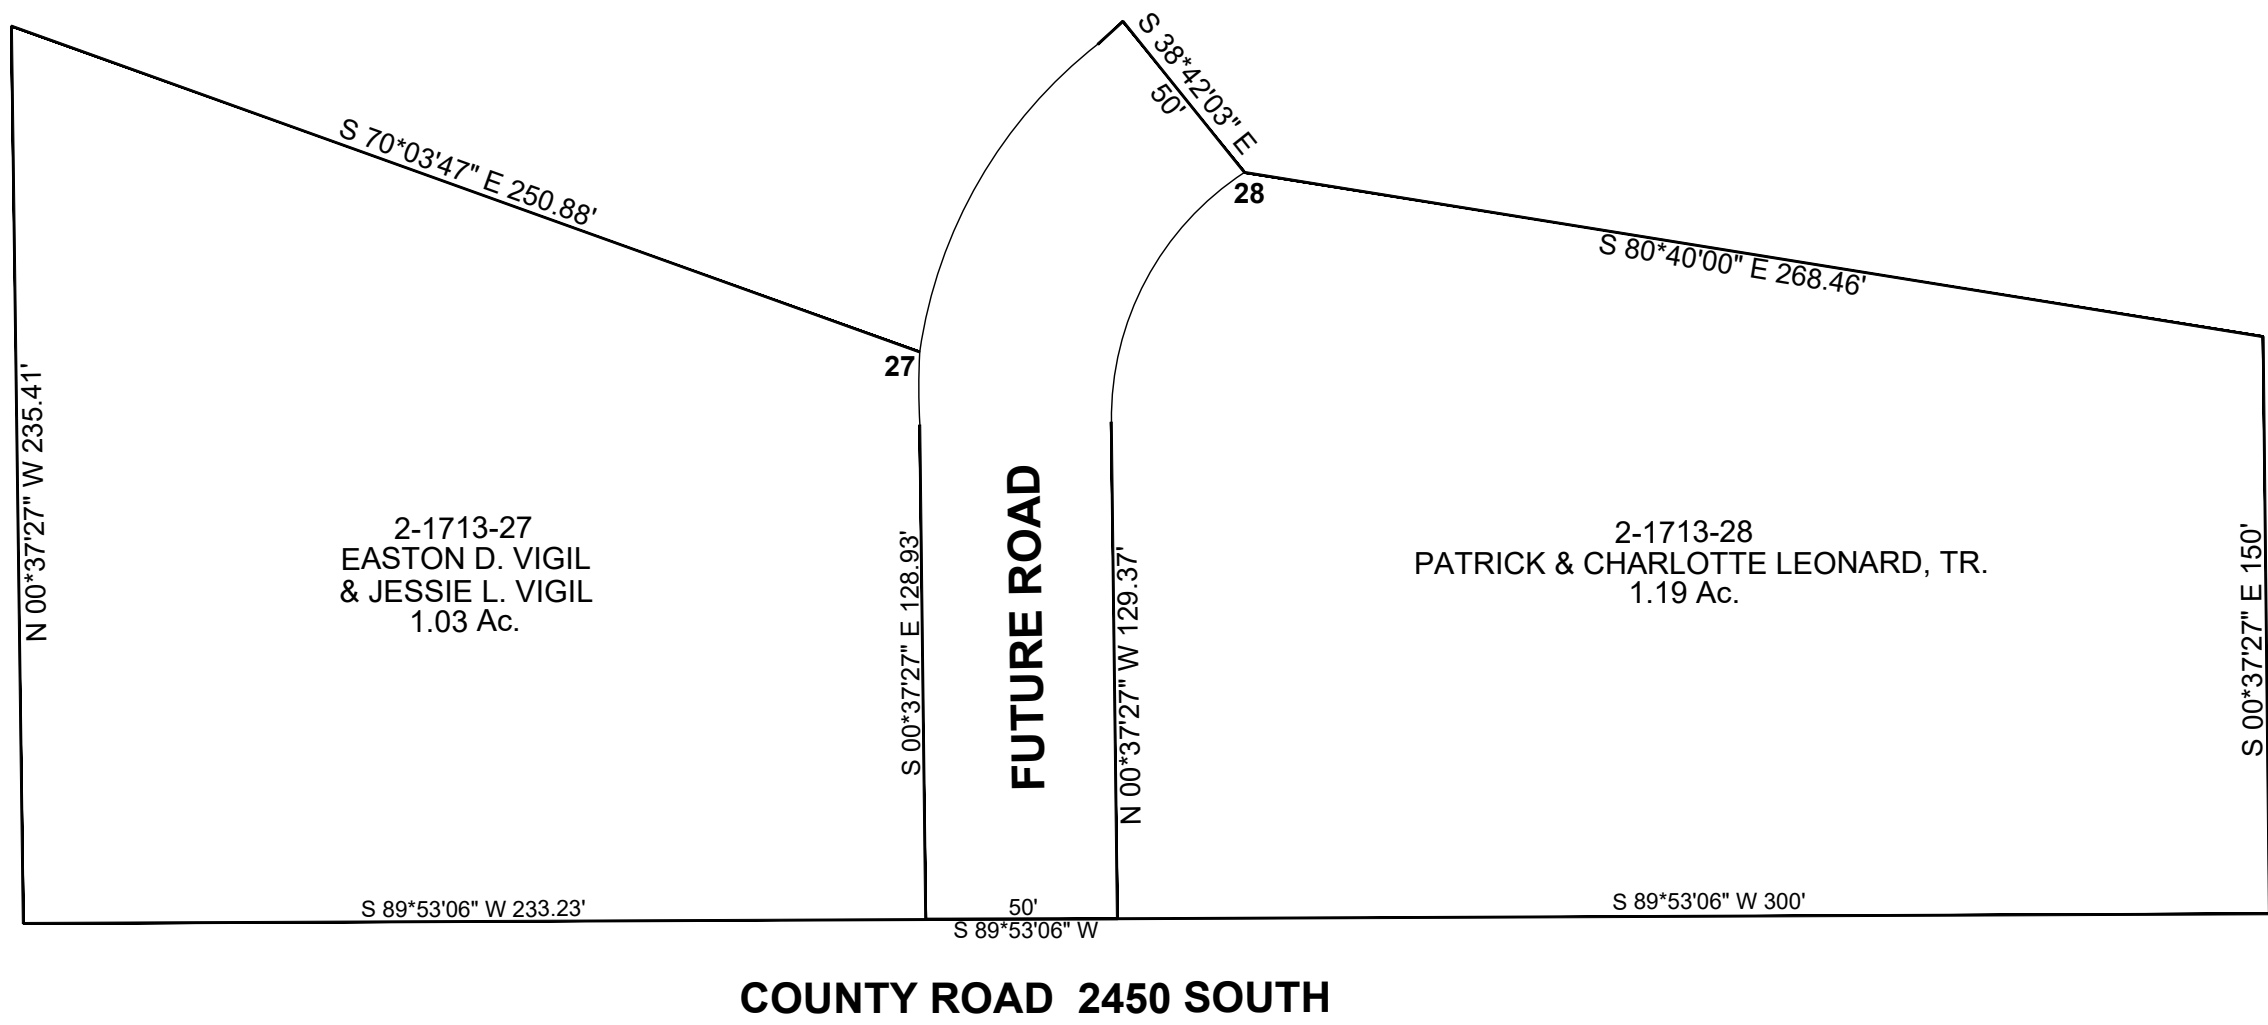 S 38*42'03" E
50'
S 70*03'47" E 250.88'
28
S 80*40'00" E 268.46'
27
N 00*37'27" W 235.41'
2-1713-27
EASTON D. VIGIL
& JESSIE L. VIGIL
1.03 Ac.
S 00*37'27" E 128.93'
FUTURE ROAD
N 00*37'27" W 129.37'
2-1713-28
PATRICK & CHARLOTTE LEONARD, TR.
1.19 Ac.
S 00*37'27" E 150'
S 89*53'06" W 233.23'
50'
S 89*53'06" W
S 89*53'06" W 300'
COUNTY ROAD  2450 SOUTH